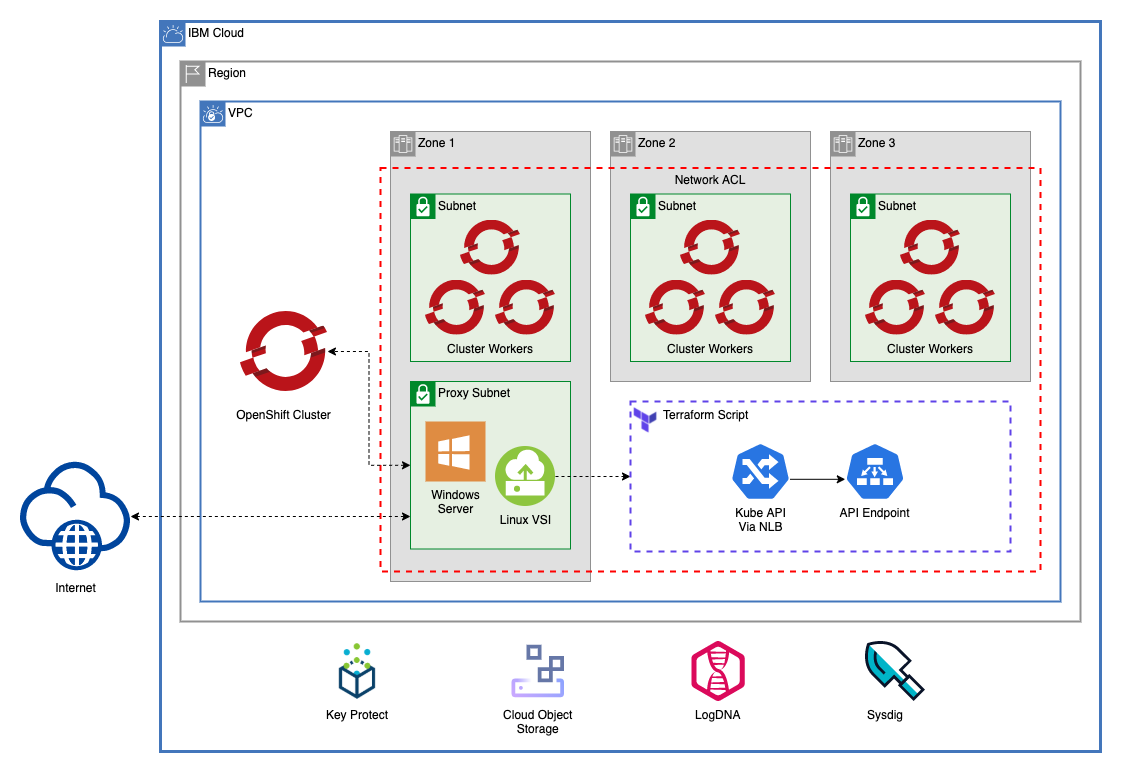 IBM Cloud
Region
VPC
Zone 1
Zone 2
Zone 3
Network ACL
Subnet
Subnet
Subnet
Cluster Workers
Cluster Workers
Cluster Workers
OpenShift Cluster
Proxy Subnet
Windows
Server
Linux VSI
Terraform Script
Kube API
Via NLB
API Endpoint
Internet
Key Protect
Cloud Object
Storage
LogDNA
Sysdig